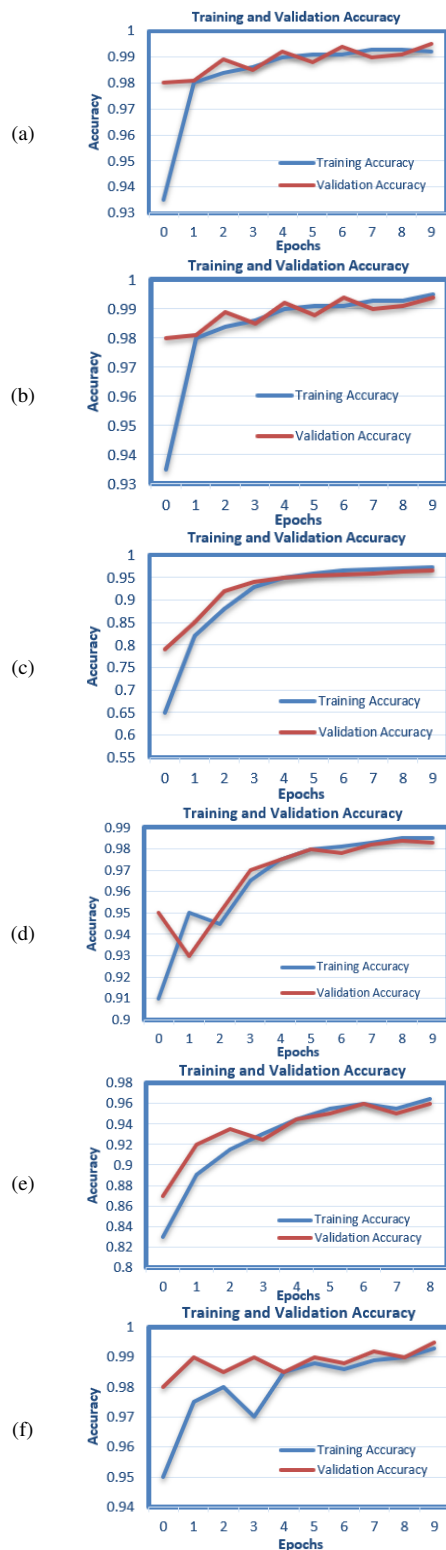 Training and Validation Accuracy
1
0.99
0.98
0.97
0.96
0.95
0.94
0.93
Accuracy
(a)
Training Accuracy
Validation Accuracy
0 1 2 3 4 5 6 7 8 9
Epochs
Training and Validation Accuracy
1
0.99
0.98
0.97
0.96
0.95
0.94
0.93
Accuracy
(b)
Training Accuracy
Validation Accuracy
0 1 2 3 4 5 6 7 8 9
Epochs
Training and Validation Accuracy
1
0.95
0.9
0.85
0.8
0.75
0.7
0.65
0.6
0.55
Accuracy
(c)
Training Accuracy
Validation Accuracy
0 1 2 3 4 5 6 7 8 9
Epochs
Training and Validation Accuracy
0.99
0.98
0.97
0.96
0.95
0.94
0.93
0.92
0.91
0.9
Accuracy
(d)
Training Accuracy
Validation Accuracy
0 1 2 3 4 5 6 7 8 9
Epochs
Training and Validation Accuracy
0.98
0.96
0.94
0.92
0.9
0.88
0.86
0.84
0.82
0.8
Accuracy
(e)
Training Accuracy
Validation Accuracy
0 1 2 3 4 5 6 7 8
Epochs
Training and Validation Accuracy
1
0.99
0.98
0.97
0.96
0.95
0.94
Accuracy
(f)
Training Accuracy
Validation Accuracy
0 1 2 3 4 5 6 7 8 9
Epochs